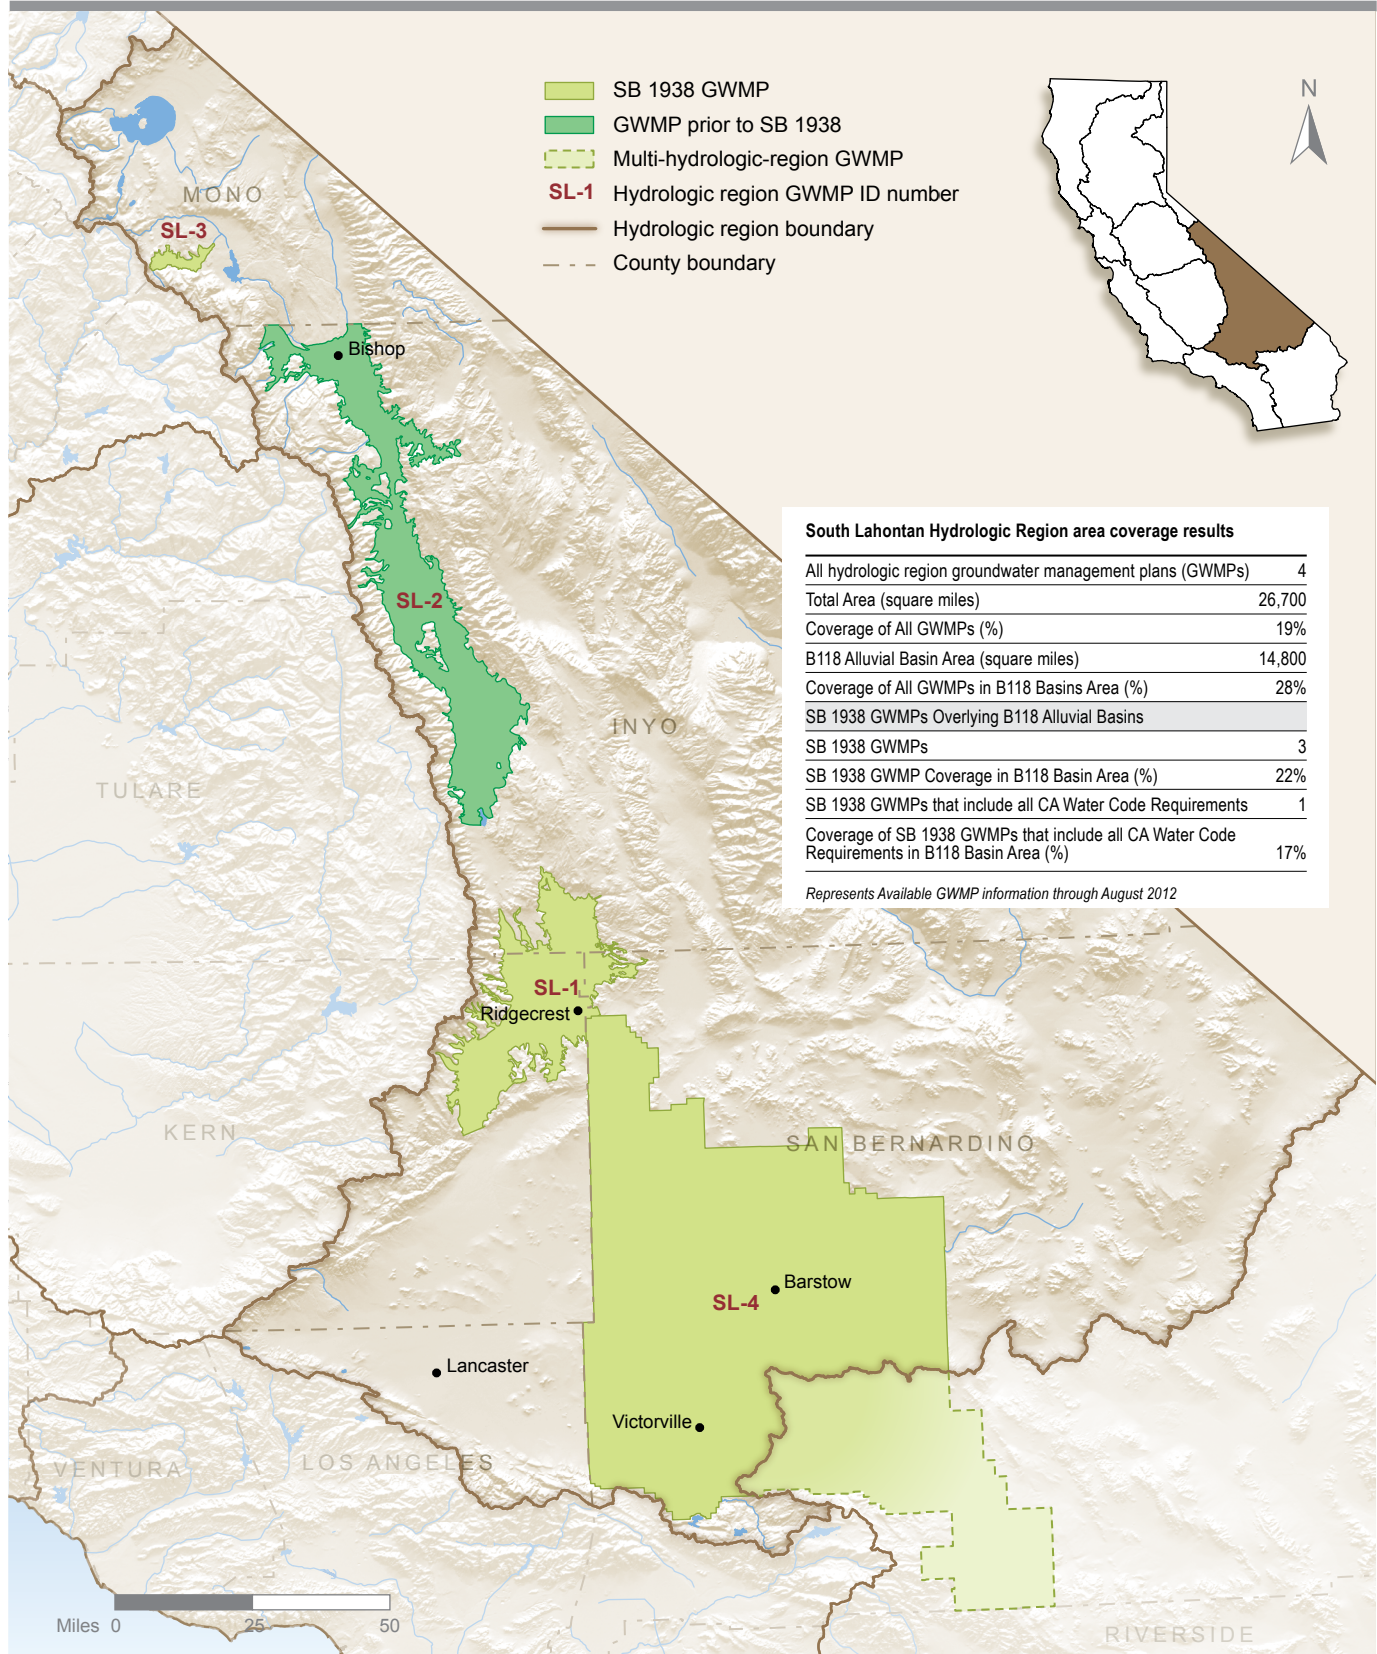 SB 1938 GWMP
GWMP prior to SB 1938
Multi-hydrologic-region GWMP
SL-1 Hydrologic region GWMP ID number
Hydrologic region boundary
County boundary
N
MONO
SL-3
Bishop
SL-2
INYO
TULARE
South Lahontan Hydrologic Region area coverage results
All hydrologic region groundwater management plans (GWMPs) 4
Total Area (square miles) 26,700
Coverage of All GWMPs (%) 19%
B118 Alluvial Basin Area (square miles) 14,800
Coverage of All GWMPs in B118 Basins Area (%) 28%
SB 1938 GWMPs Overlying B118 Alluvial Basins
SB 1938 GWMPs 3
SB 1938 GWMP Coverage in B118 Basin Area (%) 22%
SB 1938 GWMPs that include all CA Water Code Requirements 1
Coverage of SB 1938 GWMPs that include all CA Water Code
Requirements in B118 Basin Area (%) 17%
Represents Available GWMP information through August 2012
SL-1
Ridgecrest
KERN
SAN BERNARDINO
Barstow
SL-4
Lancaster
Victorville
VENTURA
LOS ANGELES
Miles 0 25 50
RIVERSIDE